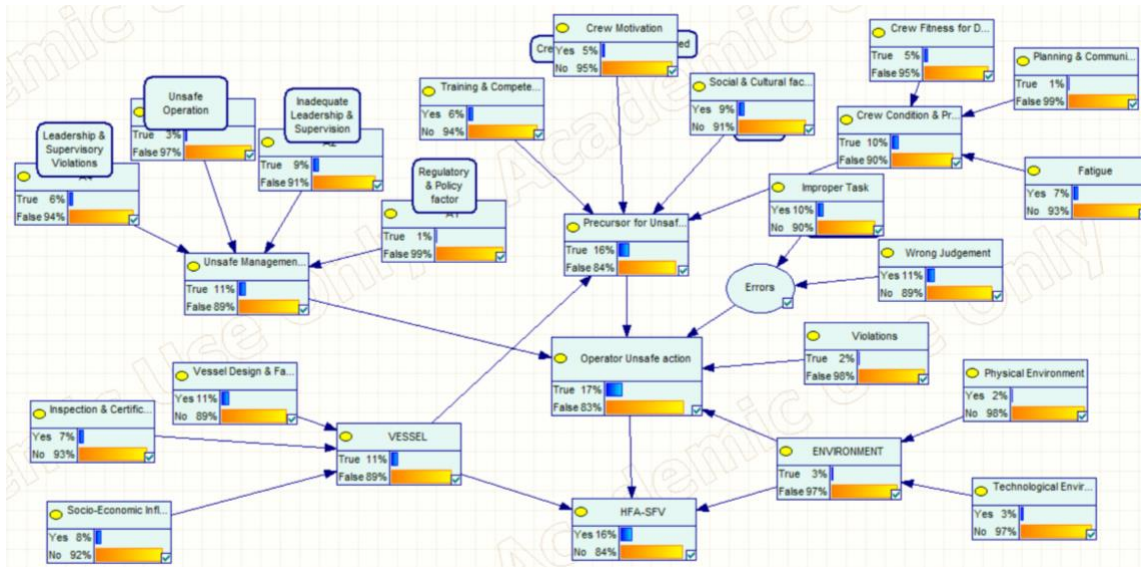 Crew Motivation
Yes 5%
No 95%
Cre
ed
Crew Fitness for D...
True 5%
False 95%
Planning & Communi...
True 1%
False 99%
Training & Compete...
Yes 6%
No 94%
Social & Cultural fac...
Yes 9%
No 91%
Unsafe
Operation
True 3%
False 97%
Inadequate
Leadership &
Supervision
A2
True 9%
False 91%
Leadership &
Supervisory
Violations
A4
True 6%
False 94%
Regulatory
& Policy
factor
A1
True 1%
False 99%
Crew Condition & Pr...
True 10%
False 90%
Fatigue
Yes 7%
No 93%
Improper Task
Yes 10%
No 90%
Precursor for Unsaf...
True 16%
False 84%
Unsafe Managemen...
True 11%
False 89%
Wrong Judgement
Yes 11%
No 89%
Errors
Violations
True 2%
False 98%
Operator Unsafe action
True 17%
False 83%
Physical Environment
Yes 2%
No 98%
Vessel Design & Fa...
Yes 11%
No 89%
Inspection & Certific...
Yes 7%
No 93%
VESSEL
True 11%
False 89%
ENVIRONMENT
True 3%
False 97%
Technological Envir...
Yes 3%
No 97%
Socio-Economic Infl...
Yes 8%
No 92%
HFA-SFV
Yes 16%
No 84%
Academic Use Only